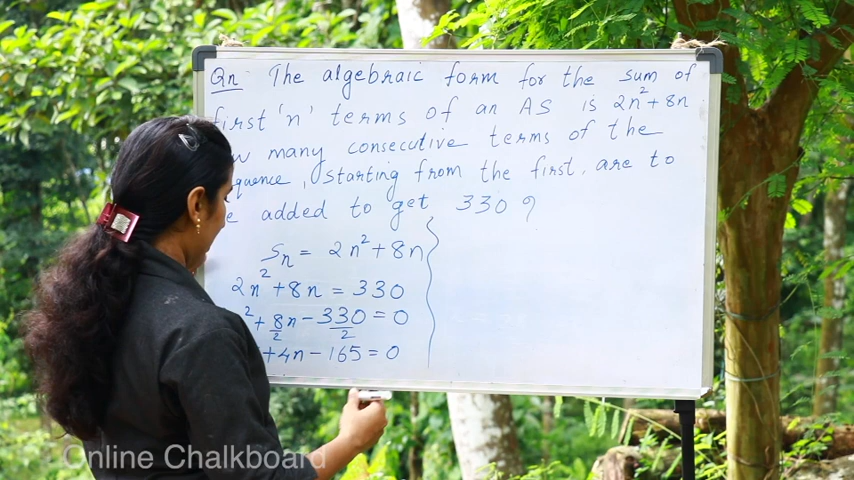 Qn The algebraic form for the sum of
first 'n' terms of an AS is 2n²+8n
many consecutive terms of the
quence, starting from the first, are to
e added to get 330?
Sn = 2n²+8n
2n²+8n = 330
²+8n/2-330/2=0
+4n-165=0
Online Chalkboard